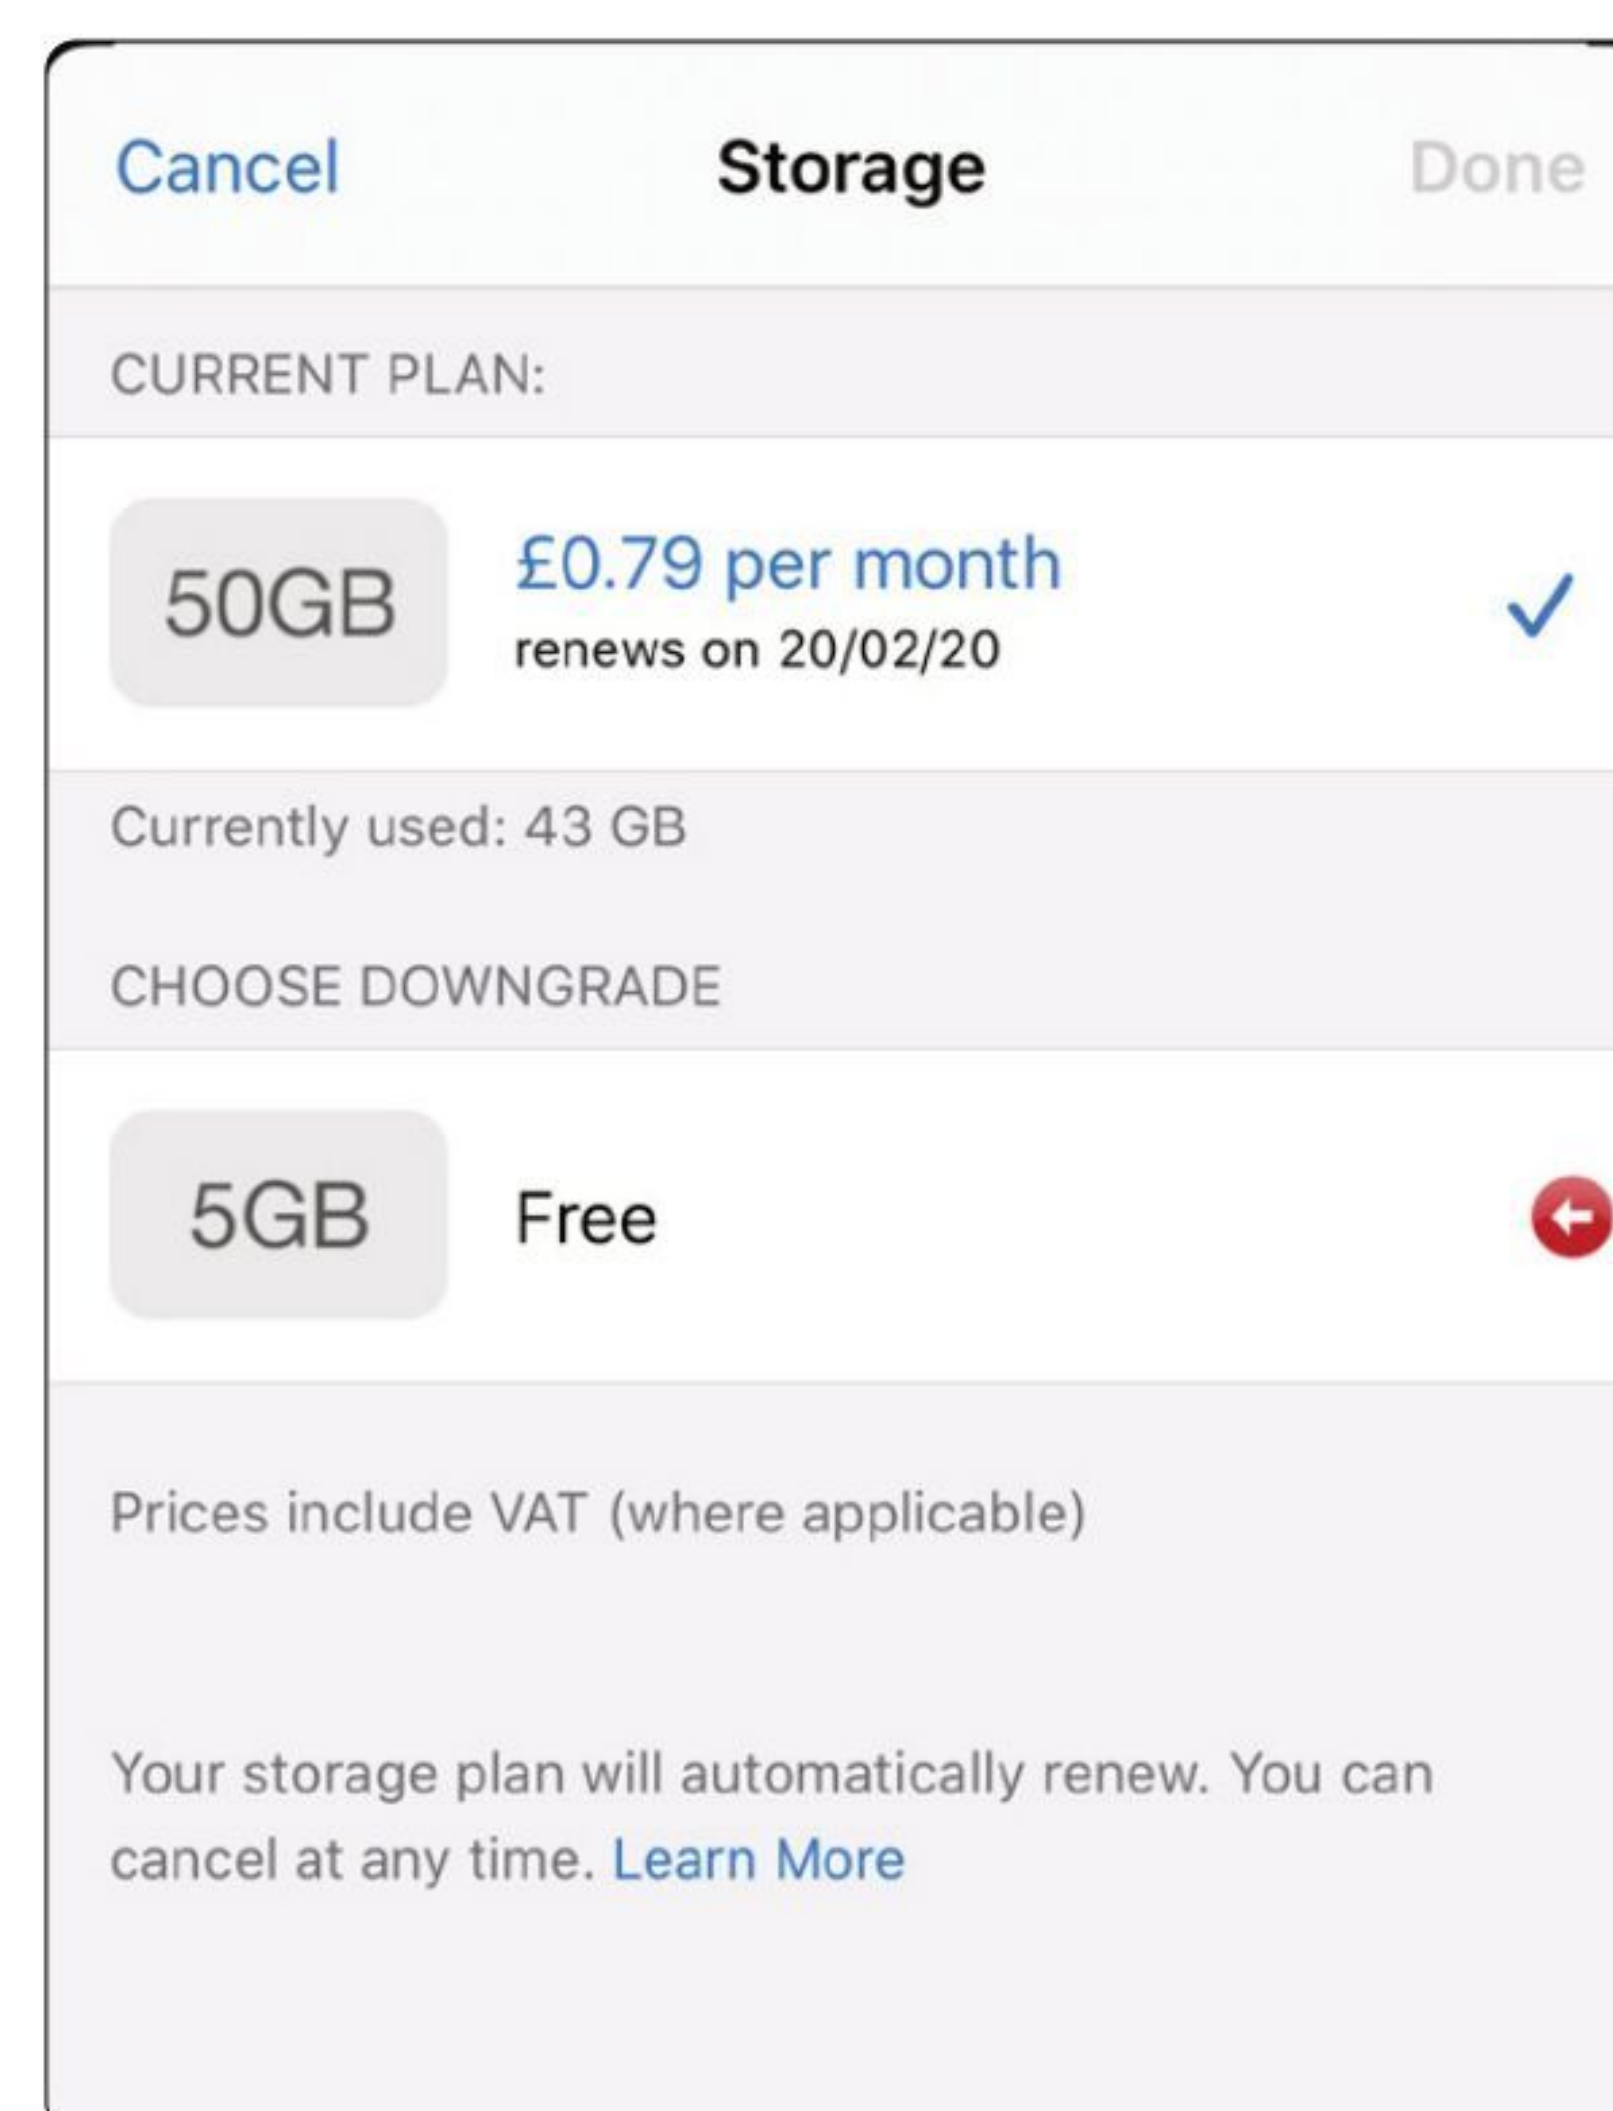 Cancel Storage Done
CURRENT PLAN:
50GB £0.79 per month
renews on 20/02/20
Currently used: 43 GB
CHOOSE DOWNGRADE
5GB Free
Prices include VAT (where applicable)
Your storage plan will automatically renew. You can
cancel at any time. Learn More